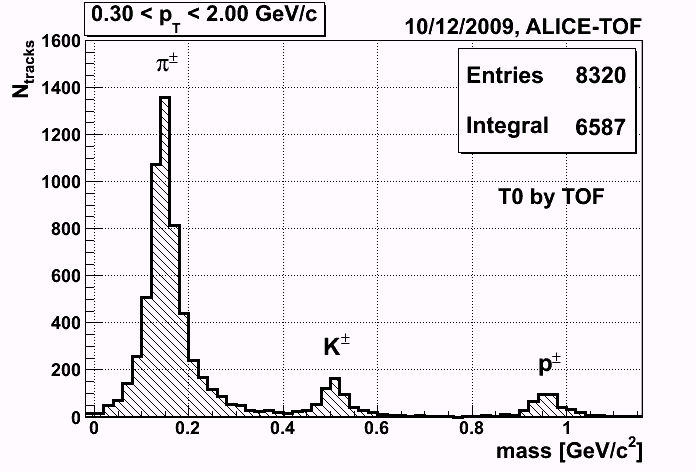 0.30 < p_T < 2.00 GeV/c
10/12/2009, ALICE-TOF
N_tracks
1600
1400
1200
1000
800
600
400
200
0
π±
K±
p±
Entries 8320
Integral 6587
T0 by TOF
0 0.2 0.4 0.6 0.8 1
mass [GeV/c²]